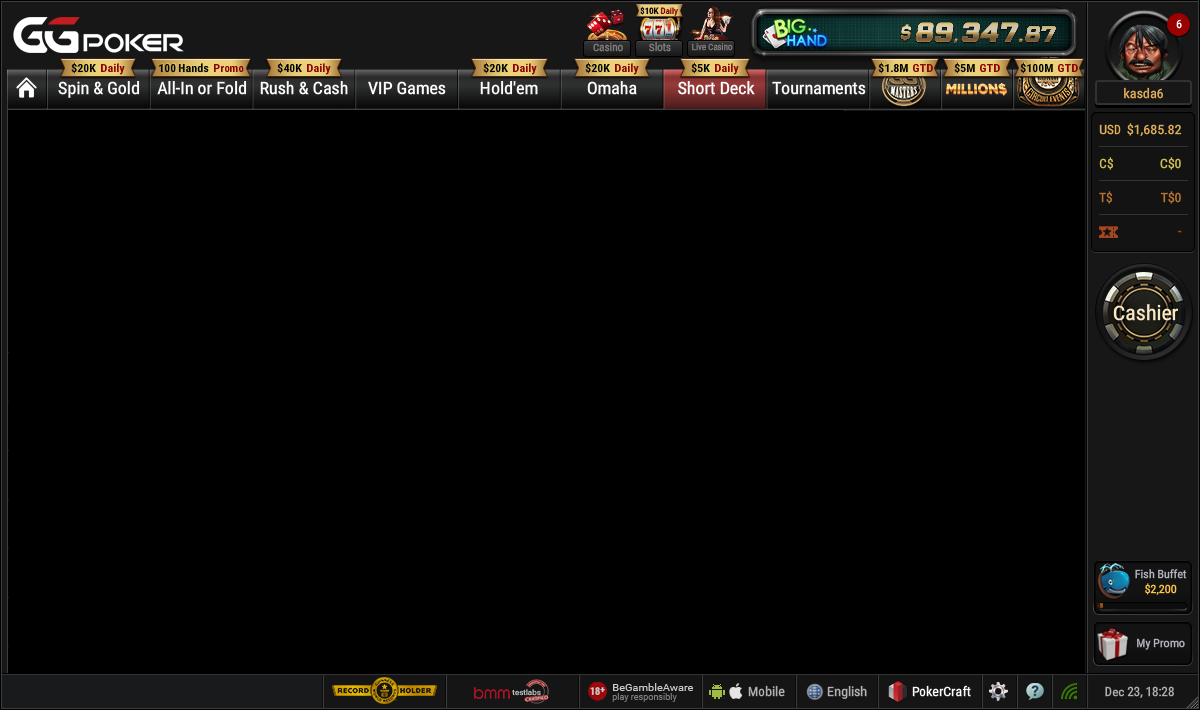 GGPOKER
Casino
$10K Daily
777
Slots
Live Casino
BIG HAND
$ 89,347.87
6
kasda6
$20K Daily
Spin & Gold
100 Hands Promo
All-In or Fold
$40K Daily
Rush & Cash
VIP Games
$20K Daily
Hold'em
$20K Daily
Omaha
$5K Daily
Short Deck
Tournaments
$1.8M GTD
MASTERS
$5M GTD
MILLION$
$100M GTD
CIRCUIT EVENTS
USD $1,685.82
C$ C$0
T$ T$0
-
Cashier
Fish Buffet
$2,200
My Promo
RECORD HOLDER
bmm testlabs
CERTIFIED
18+
BeGambleAware
play responsibly
Mobile
English
PokerCraft
?
Dec 23, 18:28